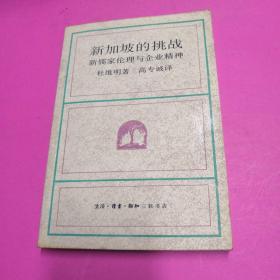 新加坡的挑战
新儒家伦理与企业精神
杜维明著 高专诚译
生活·读书·新知三联书店